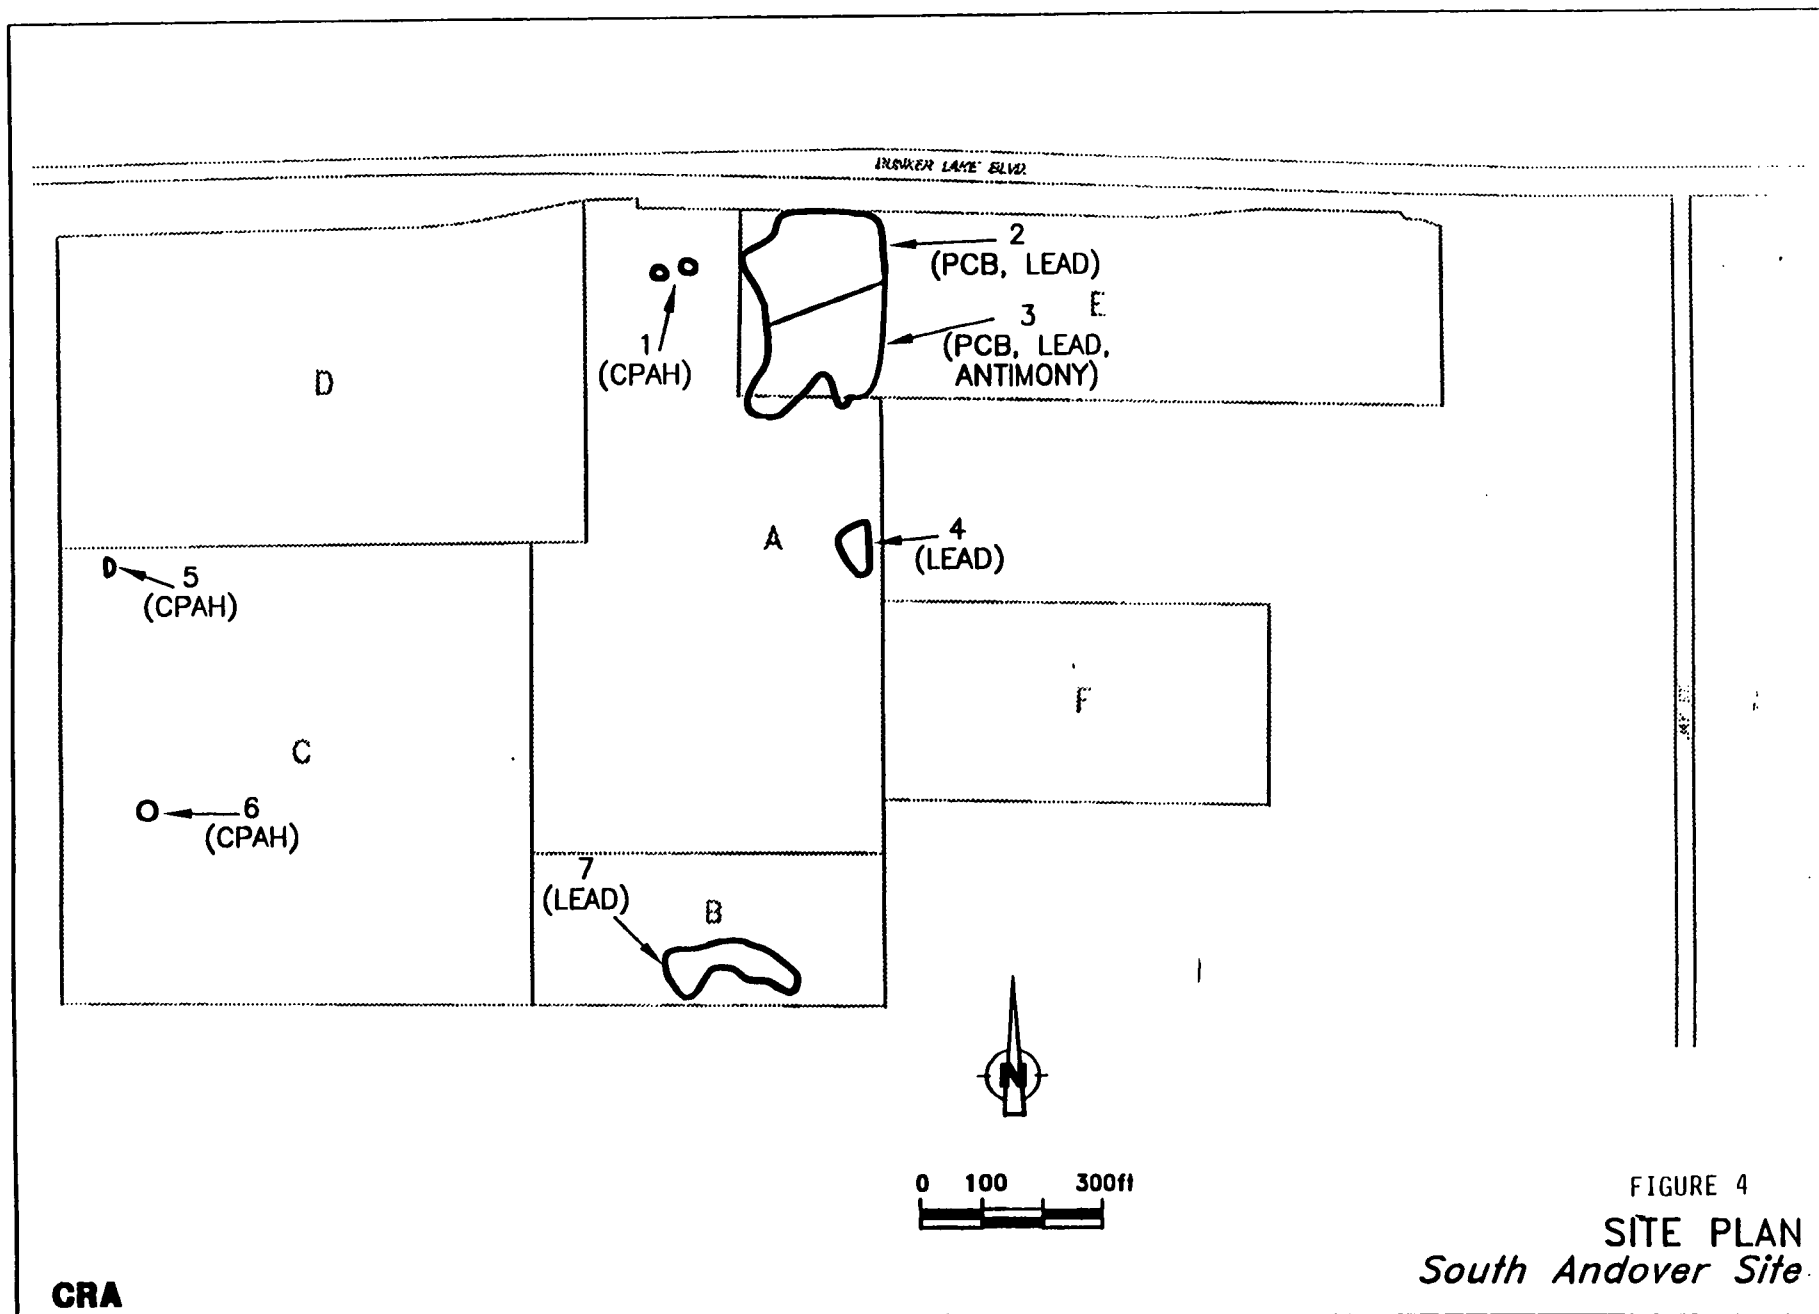 BUNKER LAKE BLVD.
2
(PCB, LEAD)
E
3
(PCB, LEAD,
ANTIMONY)
1
(CPAH)
D
A
4
(LEAD)
5
(CPAH)
F
C
6
(CPAH)
7
(LEAD)
B
N
0 100 300ft
FIGURE 4
SITE PLAN
South Andover Site
CRA